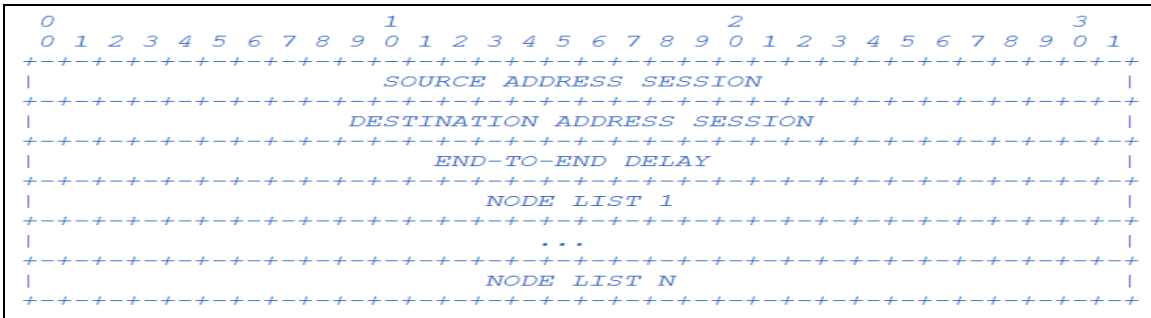 0 1 2 3
0 1 2 3 4 5 6 7 8 9 0 1 2 3 4 5 6 7 8 9 0 1 2 3 4 5 6 7 8 9 0 1
+-+-+-+-+-+-+-+-+-+-+-+-+-+-+-+-+-+-+-+-+-+-+-+-+-+-+-+-+-+-+-+-+
| SOURCE ADDRESS SESSION |
+-+-+-+-+-+-+-+-+-+-+-+-+-+-+-+-+-+-+-+-+-+-+-+-+-+-+-+-+-+-+-+-+
| DESTINATION ADDRESS SESSION |
+-+-+-+-+-+-+-+-+-+-+-+-+-+-+-+-+-+-+-+-+-+-+-+-+-+-+-+-+-+-+-+-+
| END-TO-END DELAY |
+-+-+-+-+-+-+-+-+-+-+-+-+-+-+-+-+-+-+-+-+-+-+-+-+-+-+-+-+-+-+-+-+
| NODE LIST 1 |
+-+-+-+-+-+-+-+-+-+-+-+-+-+-+-+-+-+-+-+-+-+-+-+-+-+-+-+-+-+-+-+-+
| ... |
+-+-+-+-+-+-+-+-+-+-+-+-+-+-+-+-+-+-+-+-+-+-+-+-+-+-+-+-+-+-+-+-+
| NODE LIST N |
+-+-+-+-+-+-+-+-+-+-+-+-+-+-+-+-+-+-+-+-+-+-+-+-+-+-+-+-+-+-+-+-+